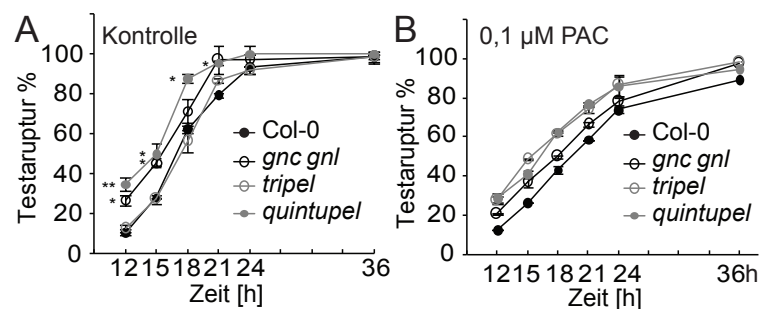 A
Kontrolle
Testaruptur %
100
80
60
40
20
0
*
*
*
*
**
*
Col-0
gnc gnl
tripel
quintupel
12 15 18 21 24 36
Zeit [h]
B
0,1 µM PAC
Testaruptur %
100
80
60
40
20
0
Col-0
gnc gnl
tripel
quintupel
12 15 18 21 24 36h
Zeit [h]